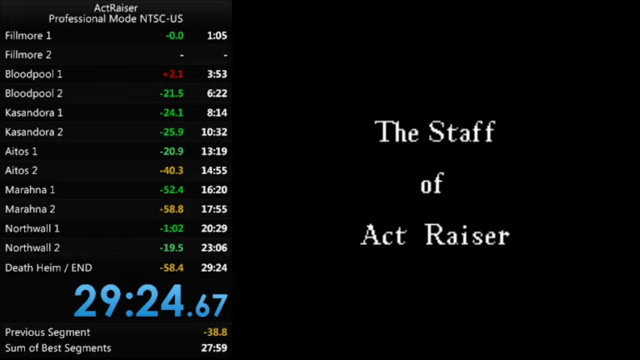 ActRaiser
Professional Mode NTSC-US
Fillmore 1 -0.0 1:05
Fillmore 2 - -
Bloodpool 1 +2.1 3:53
Bloodpool 2 -21.5 6:22
Kasandora 1 -24.1 8:14
Kasandora 2 -25.9 10:32
Aitos 1 -20.9 13:19
Aitos 2 -40.3 14:55
Marahna 1 -52.4 16:20
Marahna 2 -58.8 17:55
Northwall 1 -1:02 20:29
Northwall 2 -19.5 23:06
Death Heim / END -58.4 29:24
29:24.67
Previous Segment -38.8
Sum of Best Segments 27:59
The Staff
of
Act Raiser